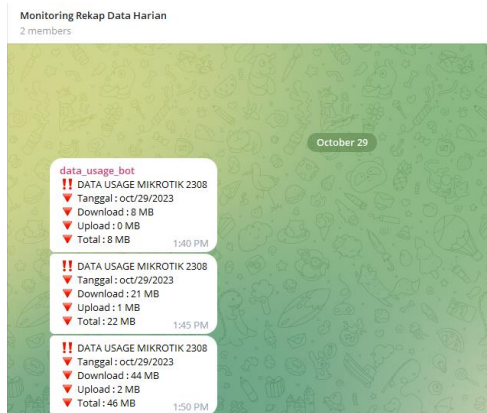 Monitoring Rekap Data Harian
2 members
October 29
data_usage_bot
‼️ DATA USAGE MIKROTIK 2308
🔻 Tanggal : oct/29/2023
🔻 Download : 8 MB
🔻 Upload : 0 MB
🔻 Total : 8 MB
1:40 PM
‼️ DATA USAGE MIKROTIK 2308
🔻 Tanggal : oct/29/2023
🔻 Download : 21 MB
🔻 Upload : 1 MB
🔻 Total : 22 MB
1:45 PM
‼️ DATA USAGE MIKROTIK 2308
🔻 Tanggal : oct/29/2023
🔻 Download : 44 MB
🔻 Upload : 2 MB
🔻 Total : 46 MB
1:50 PM